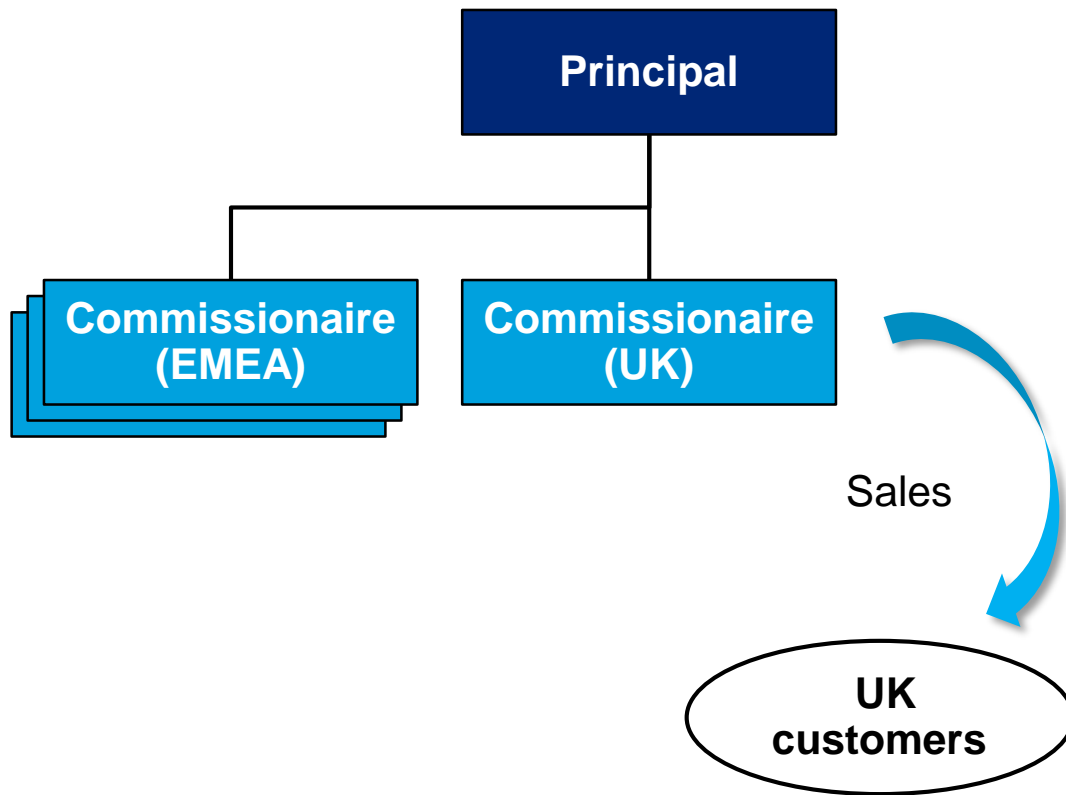 Principal
Commissionaire
(EMEA)
Commissionaire
(UK)
Sales
UK
customers